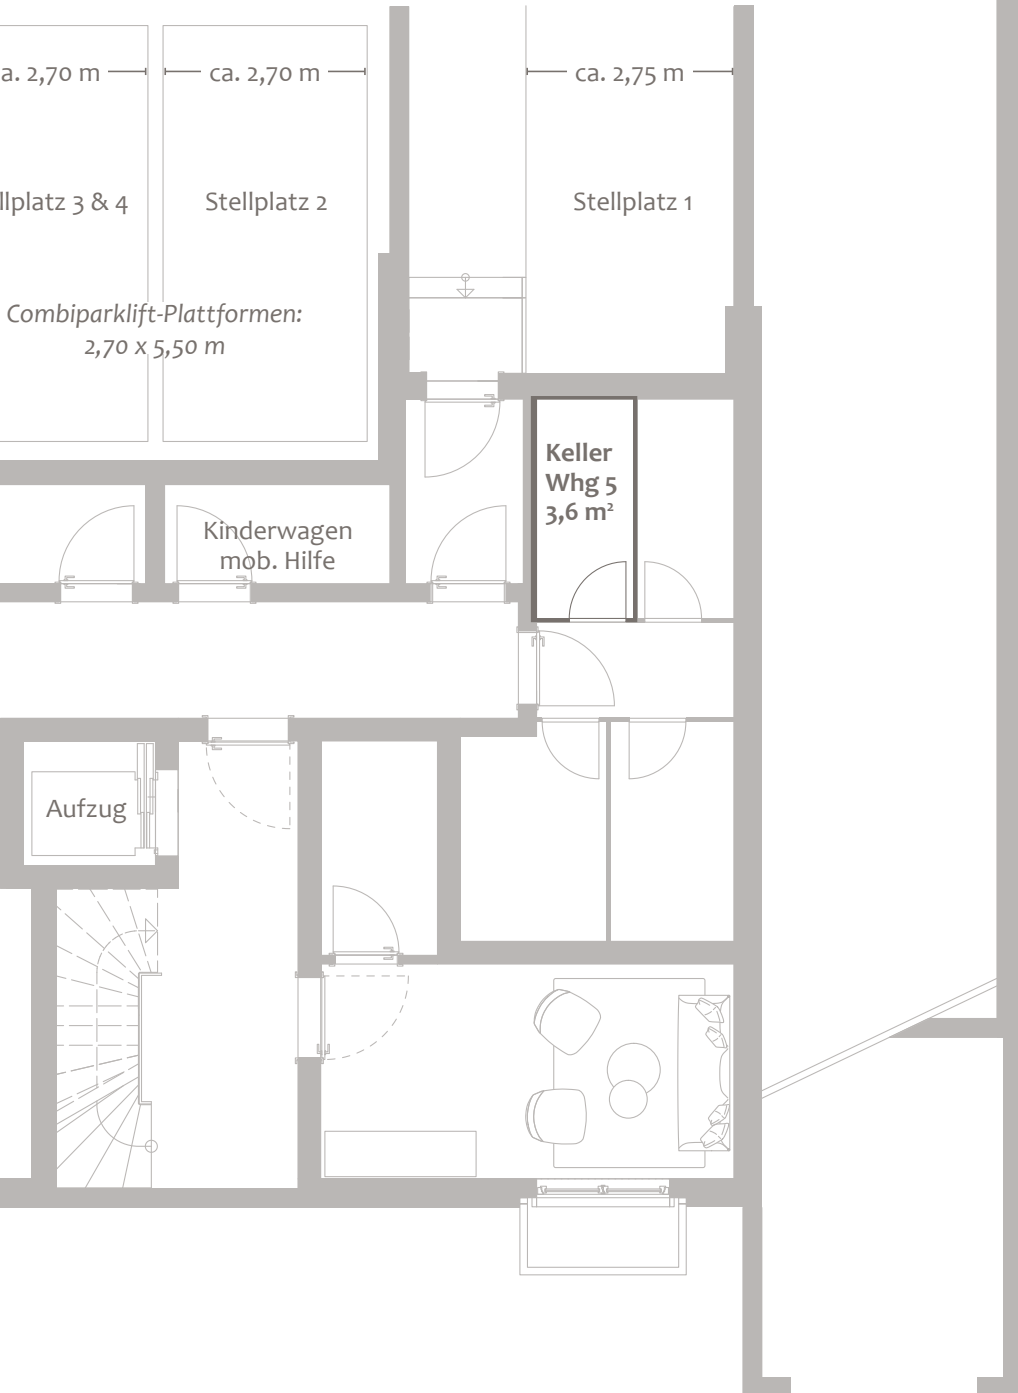 a. 2,70 m
ca. 2,70 m
ca. 2,75 m
llplatz 3 & 4
Stellplatz 2
Stellplatz 1
Combiparklift-Plattformen:
2,70 x 5,50 m
Keller
Whg 5
3,6 m²
Kinderwagen
mob. Hilfe
Aufzug